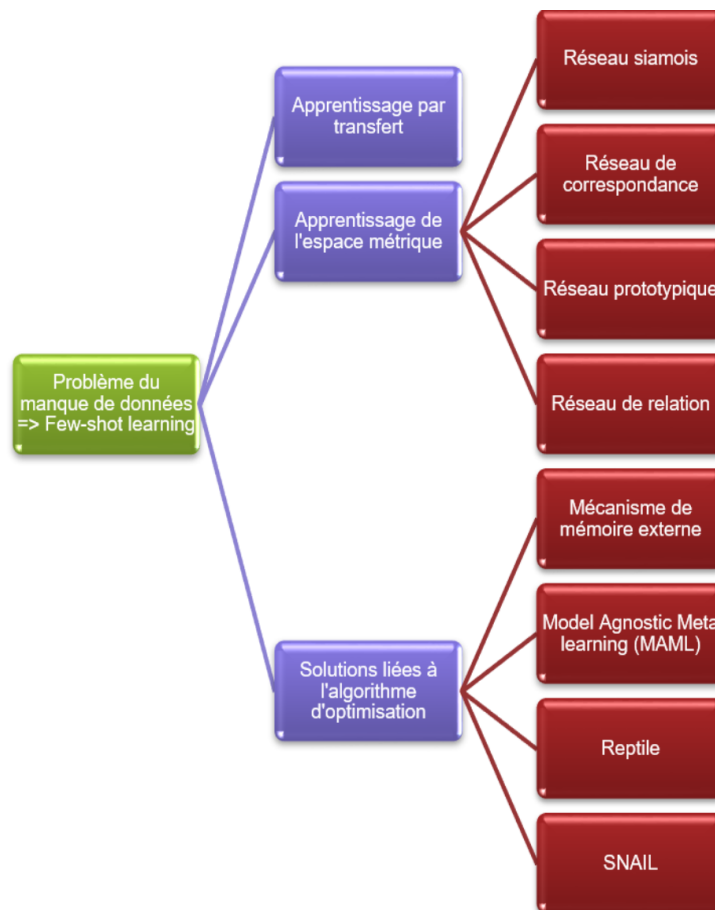 Problème du
manque de données
=> Few-shot learning
Apprentissage par
transfert
Apprentissage de
l'espace métrique
Réseau siamois
Réseau de
correspondance
Réseau prototypique
Réseau de relation
Solutions liées à
l'algorithme
d'optimisation
Mécanisme de
mémoire externe
Model Agnostic Meta
learning (MAML)
Reptile
SNAIL